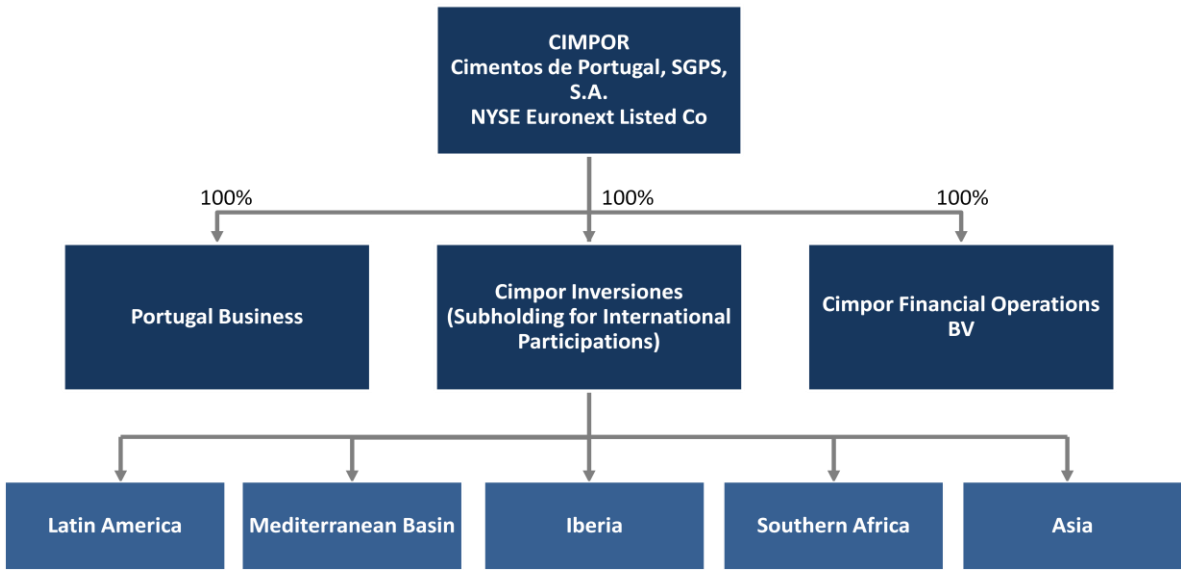 CIMPOR
Cimentos de Portugal, SGPS,
S.A.
NYSE Euronext Listed Co
100%
100%
100%
Portugal Business
Cimpor Inversiones
(Subholding for International
Participations)
Cimpor Financial Operations
BV
Latin America
Mediterranean Basin
Iberia
Southern Africa
Asia